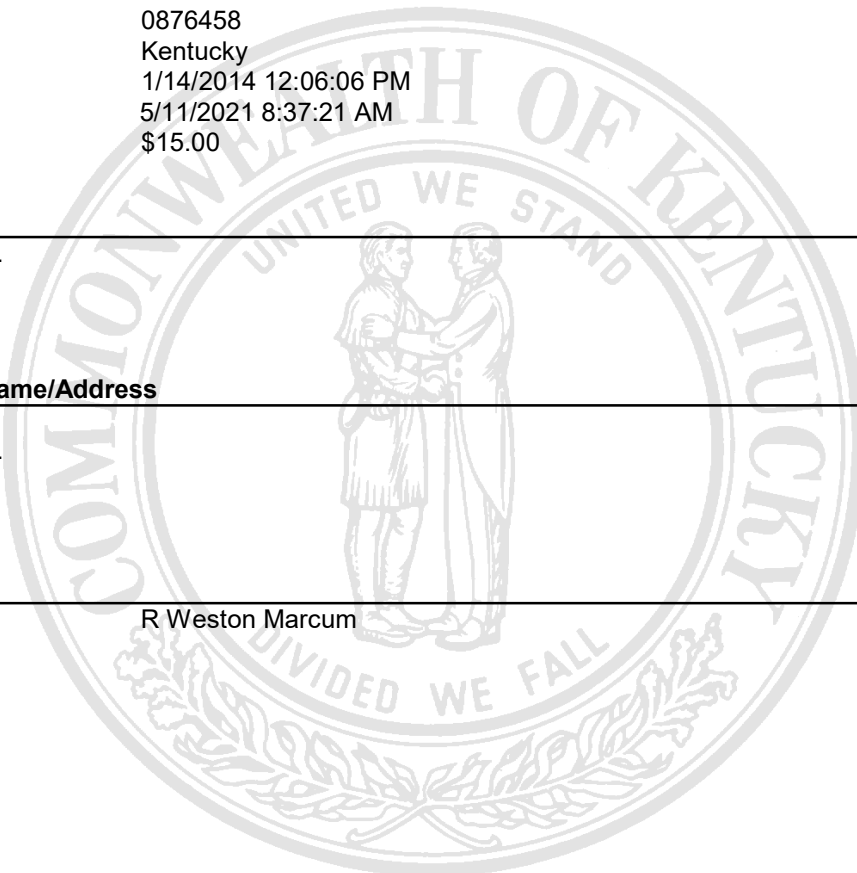 0876458
Kentucky
1/14/2014 12:06:06 PM
5/11/2021 8:37:21 AM
$15.00
COMMONWEALTH OF KENTUCKY
UNITED WE STAND
ame/Address
R Weston Marcum
DIVIDED WE FALL